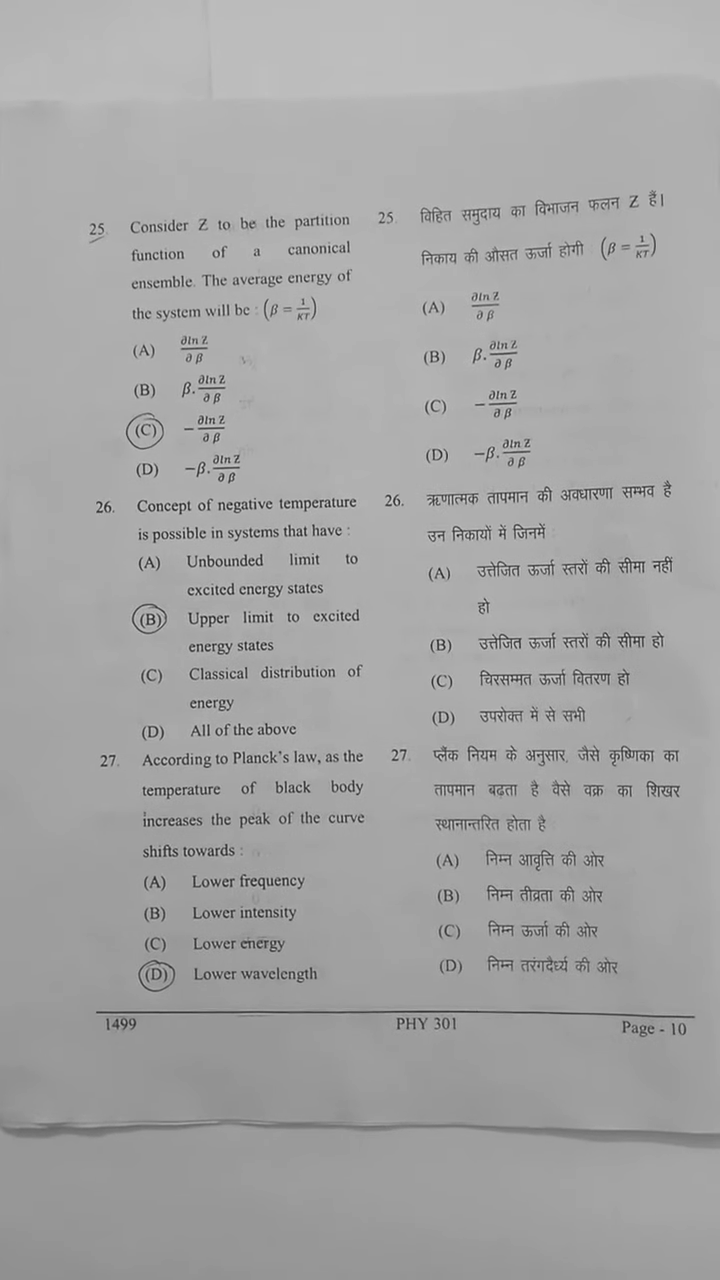 25. Consider Z to be the partition
function of a canonical
ensemble. The average energy of
the system will be : (β = 1/KT)
(A) ∂ln Z/∂β
(B) β.∂ln Z/∂β
(C) −∂ln Z/∂β
(D) −β.∂ln Z/∂β
26. Concept of negative temperature
is possible in systems that have :
(A) Unbounded limit to
excited energy states
(B) Upper limit to excited
energy states
(C) Classical distribution of
energy
(D) All of the above
27. According to Planck's law, as the
temperature of black body
increases the peak of the curve
shifts towards :
(A) Lower frequency
(B) Lower intensity
(C) Lower energy
(D) Lower wavelength
25 विहित समुदाय का विभाजन फलन Z हैं।
निकाय की औसत ऊर्जा होगी (β = 1/KT)
(A) ∂ln Z/∂β
(B) β.∂ln Z/∂β
(C) −∂ln Z/∂β
(D) −β.∂ln Z/∂β
26. ऋणात्मक तापमान की अवधारणा सम्भव है
उन निकायों में जिनमें
(A) उत्तेजित ऊर्जा स्तरों की सीमा नहीं
हो
(B) उत्तेजित ऊर्जा स्तरों की सीमा हो
(C) चिरसम्मत ऊर्जा वितरण हो
(D) उपरोक्त में से सभी
27. प्लैंक नियम के अनुसार, जैसे कृष्णिका का
तापमान बढ़ता है वैसे वक्र का शिखर
स्थानान्तरित होता है
(A) निम्न आवृत्ति की ओर
(B) निम्न तीव्रता की ओर
(C) निम्न ऊर्जा की ओर
(D) निम्न तरंगदैर्ध्य की ओर
1499 PHY 301 Page - 10